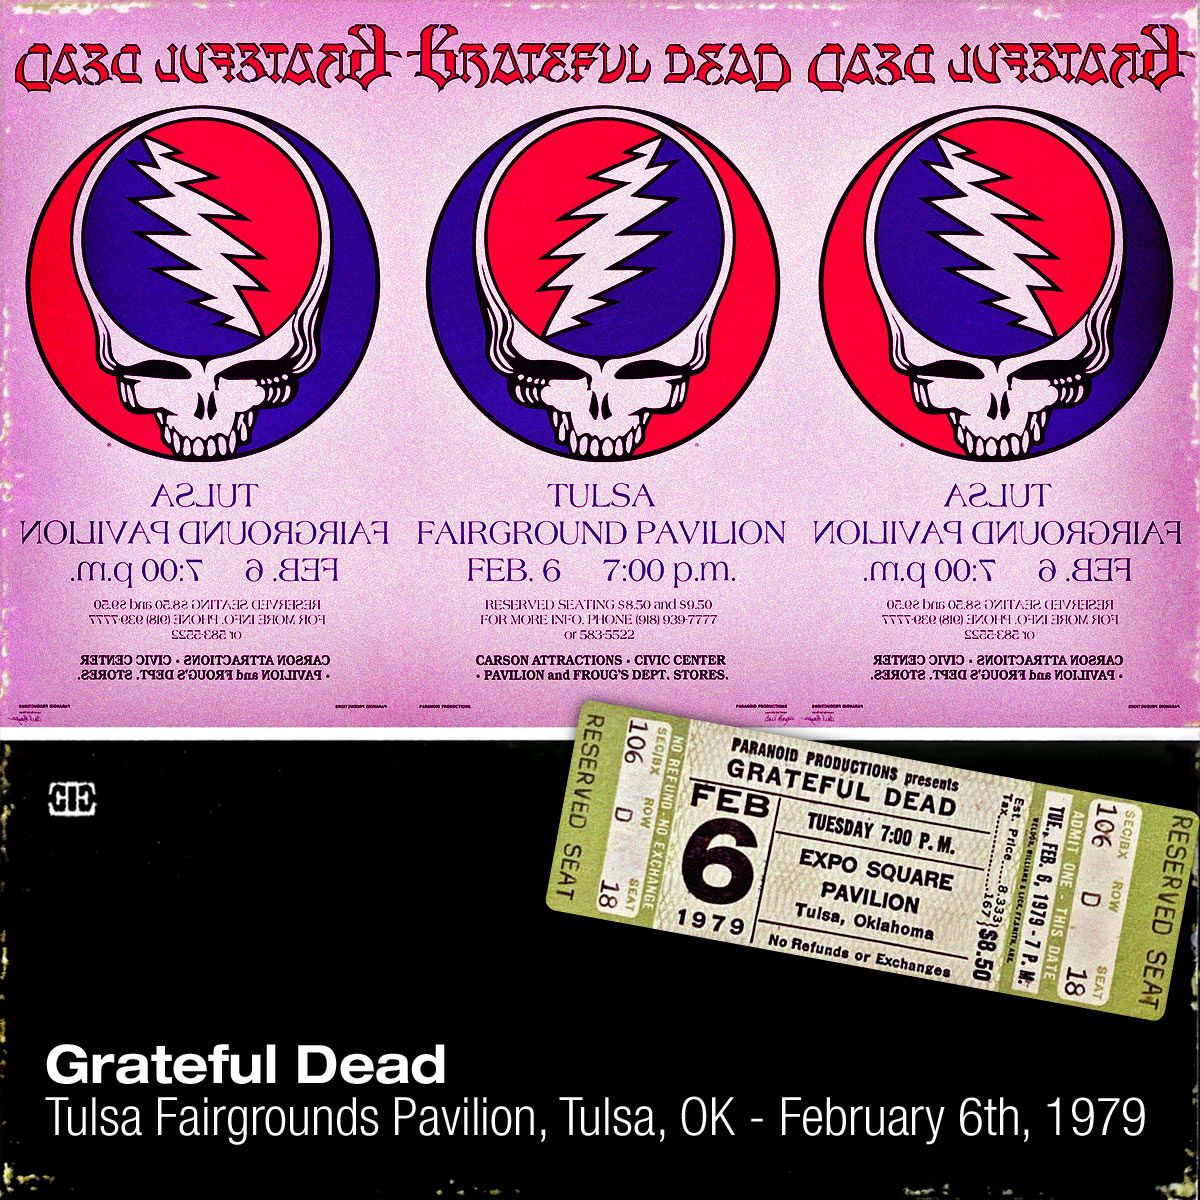 GRATEFUL DEAD GRATEFUL DEAD GRATEFUL DEAD
TULSA TULSA TULSA
FAIRGROUND PAVILION FAIRGROUND PAVILION FAIRGROUND PAVILION
FEB. 6 7:00 p.m. FEB. 6 7:00 p.m. FEB. 6 7:00 p.m.
RESERVED SEATING $8.50 and $9.50 RESERVED SEATING $8.50 and $9.50 RESERVED SEATING $8.50 and $9.50
FOR MORE INFO. PHONE (918) 939-7777 FOR MORE INFO. PHONE (918) 939-7777 FOR MORE INFO. PHONE (918) 939-7777
or 583-5522 or 583-5522 or 583-5522
CARSON ATTRACTIONS • CIVIC CENTER CARSON ATTRACTIONS • CIVIC CENTER CARSON ATTRACTIONS • CIVIC CENTER
• PAVILION and FROUG'S DEPT. STORES. • PAVILION and FROUG'S DEPT. STORES. • PAVILION and FROUG'S DEPT. STORES.
PARANOID PRODUCTIONS
RESERVED SEAT
SEC/BX ROW SEAT
106 D 18
NO REFUND NO EXCHANGE
PARANOID PRODUCTIONS presents
GRATEFUL DEAD
FEB
6
1979
TUESDAY 7:00 P.M.
EXPO SQUARE
PAVILION
Tulsa, Oklahoma
No Refunds or Exchanges
Est. Price......8.333
Tax..............167
$8.50
TUE., FEB. 6, 1979 - 7 P.M.
ADMIT ONE - THIS DATE
SEC/BX ROW SEAT
106 D 18
RESERVED SEAT
Grateful Dead
Tulsa Fairgrounds Pavilion, Tulsa, OK - February 6th, 1979